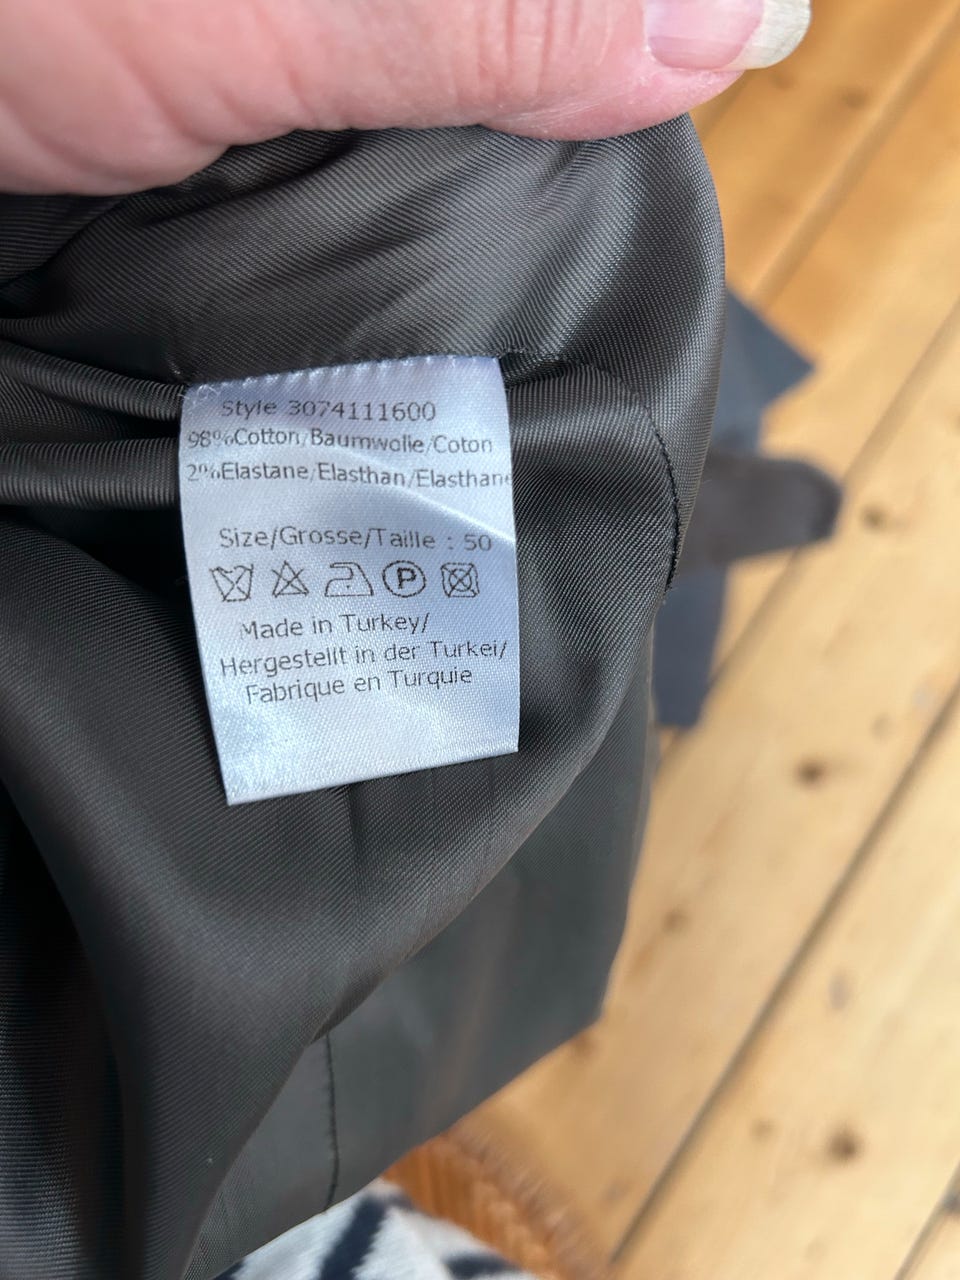 Style 3074111600
98%Cotton/Baumwolle/Coton
2%Elastane/Elasthan/Elasthane
Size/Grosse/Taille : 50
P
Made in Turkey/
Hergestellt in der Turkei/
Fabrique en Turquie